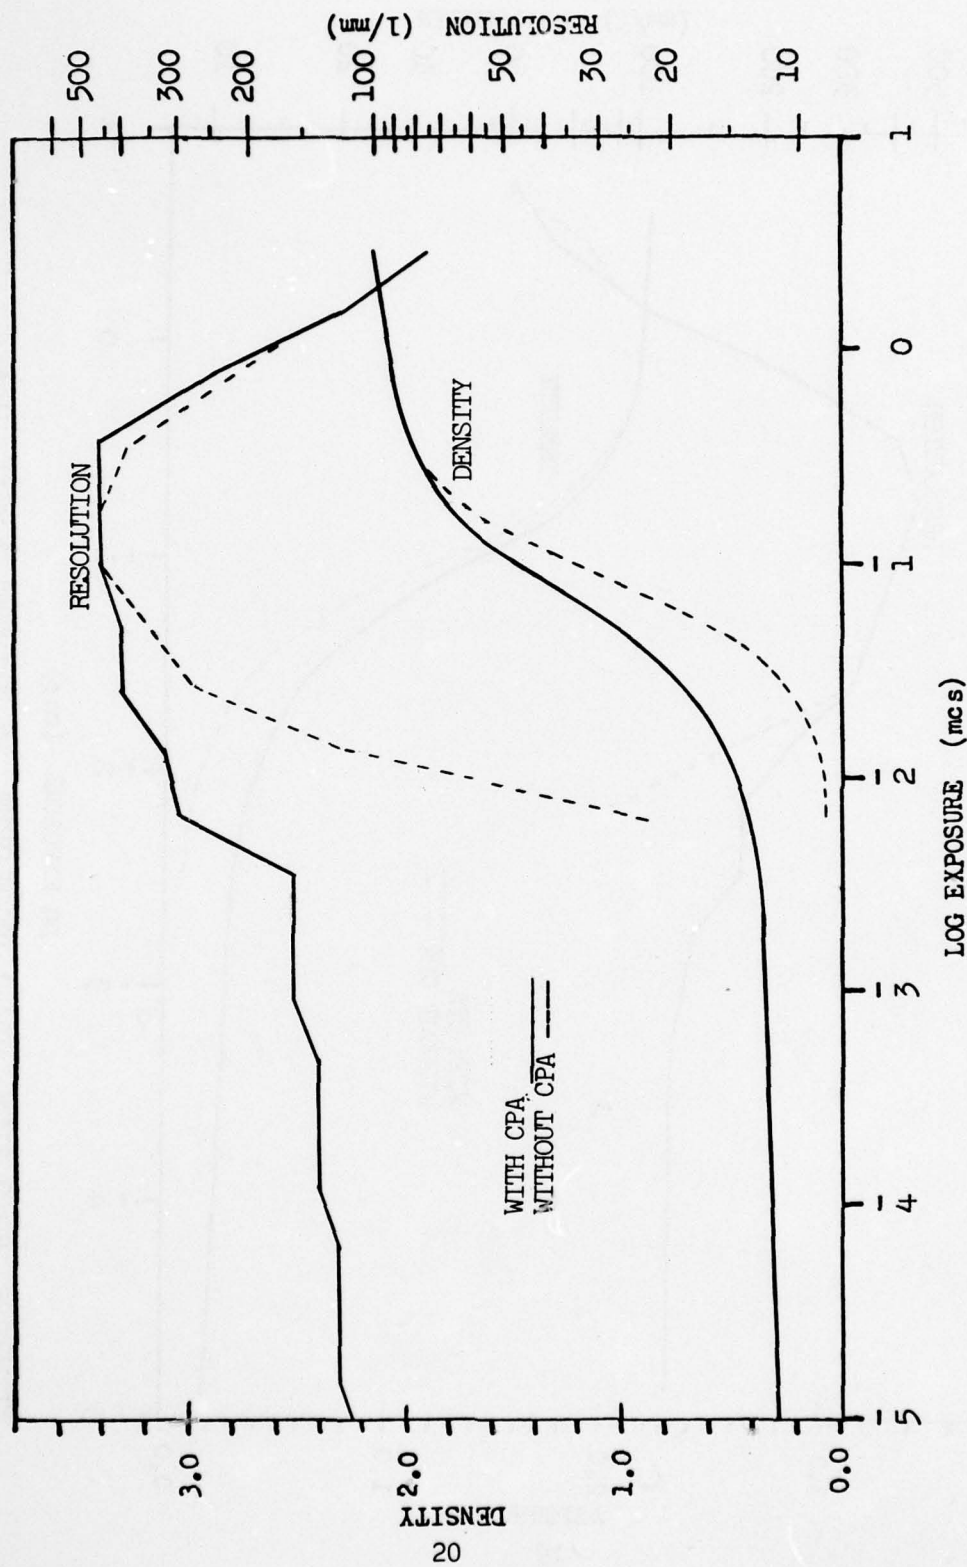 RESOLUTION (1/mm)
500
300
200
100
50
30
20
10
RESOLUTION
DENSITY
WITH CPA
WITHOUT CPA
DENSITY
3.0
2.0
1.0
0.0
-5
-4
-3
-2
-1
0
1
LOG EXPOSURE (mcs)
20